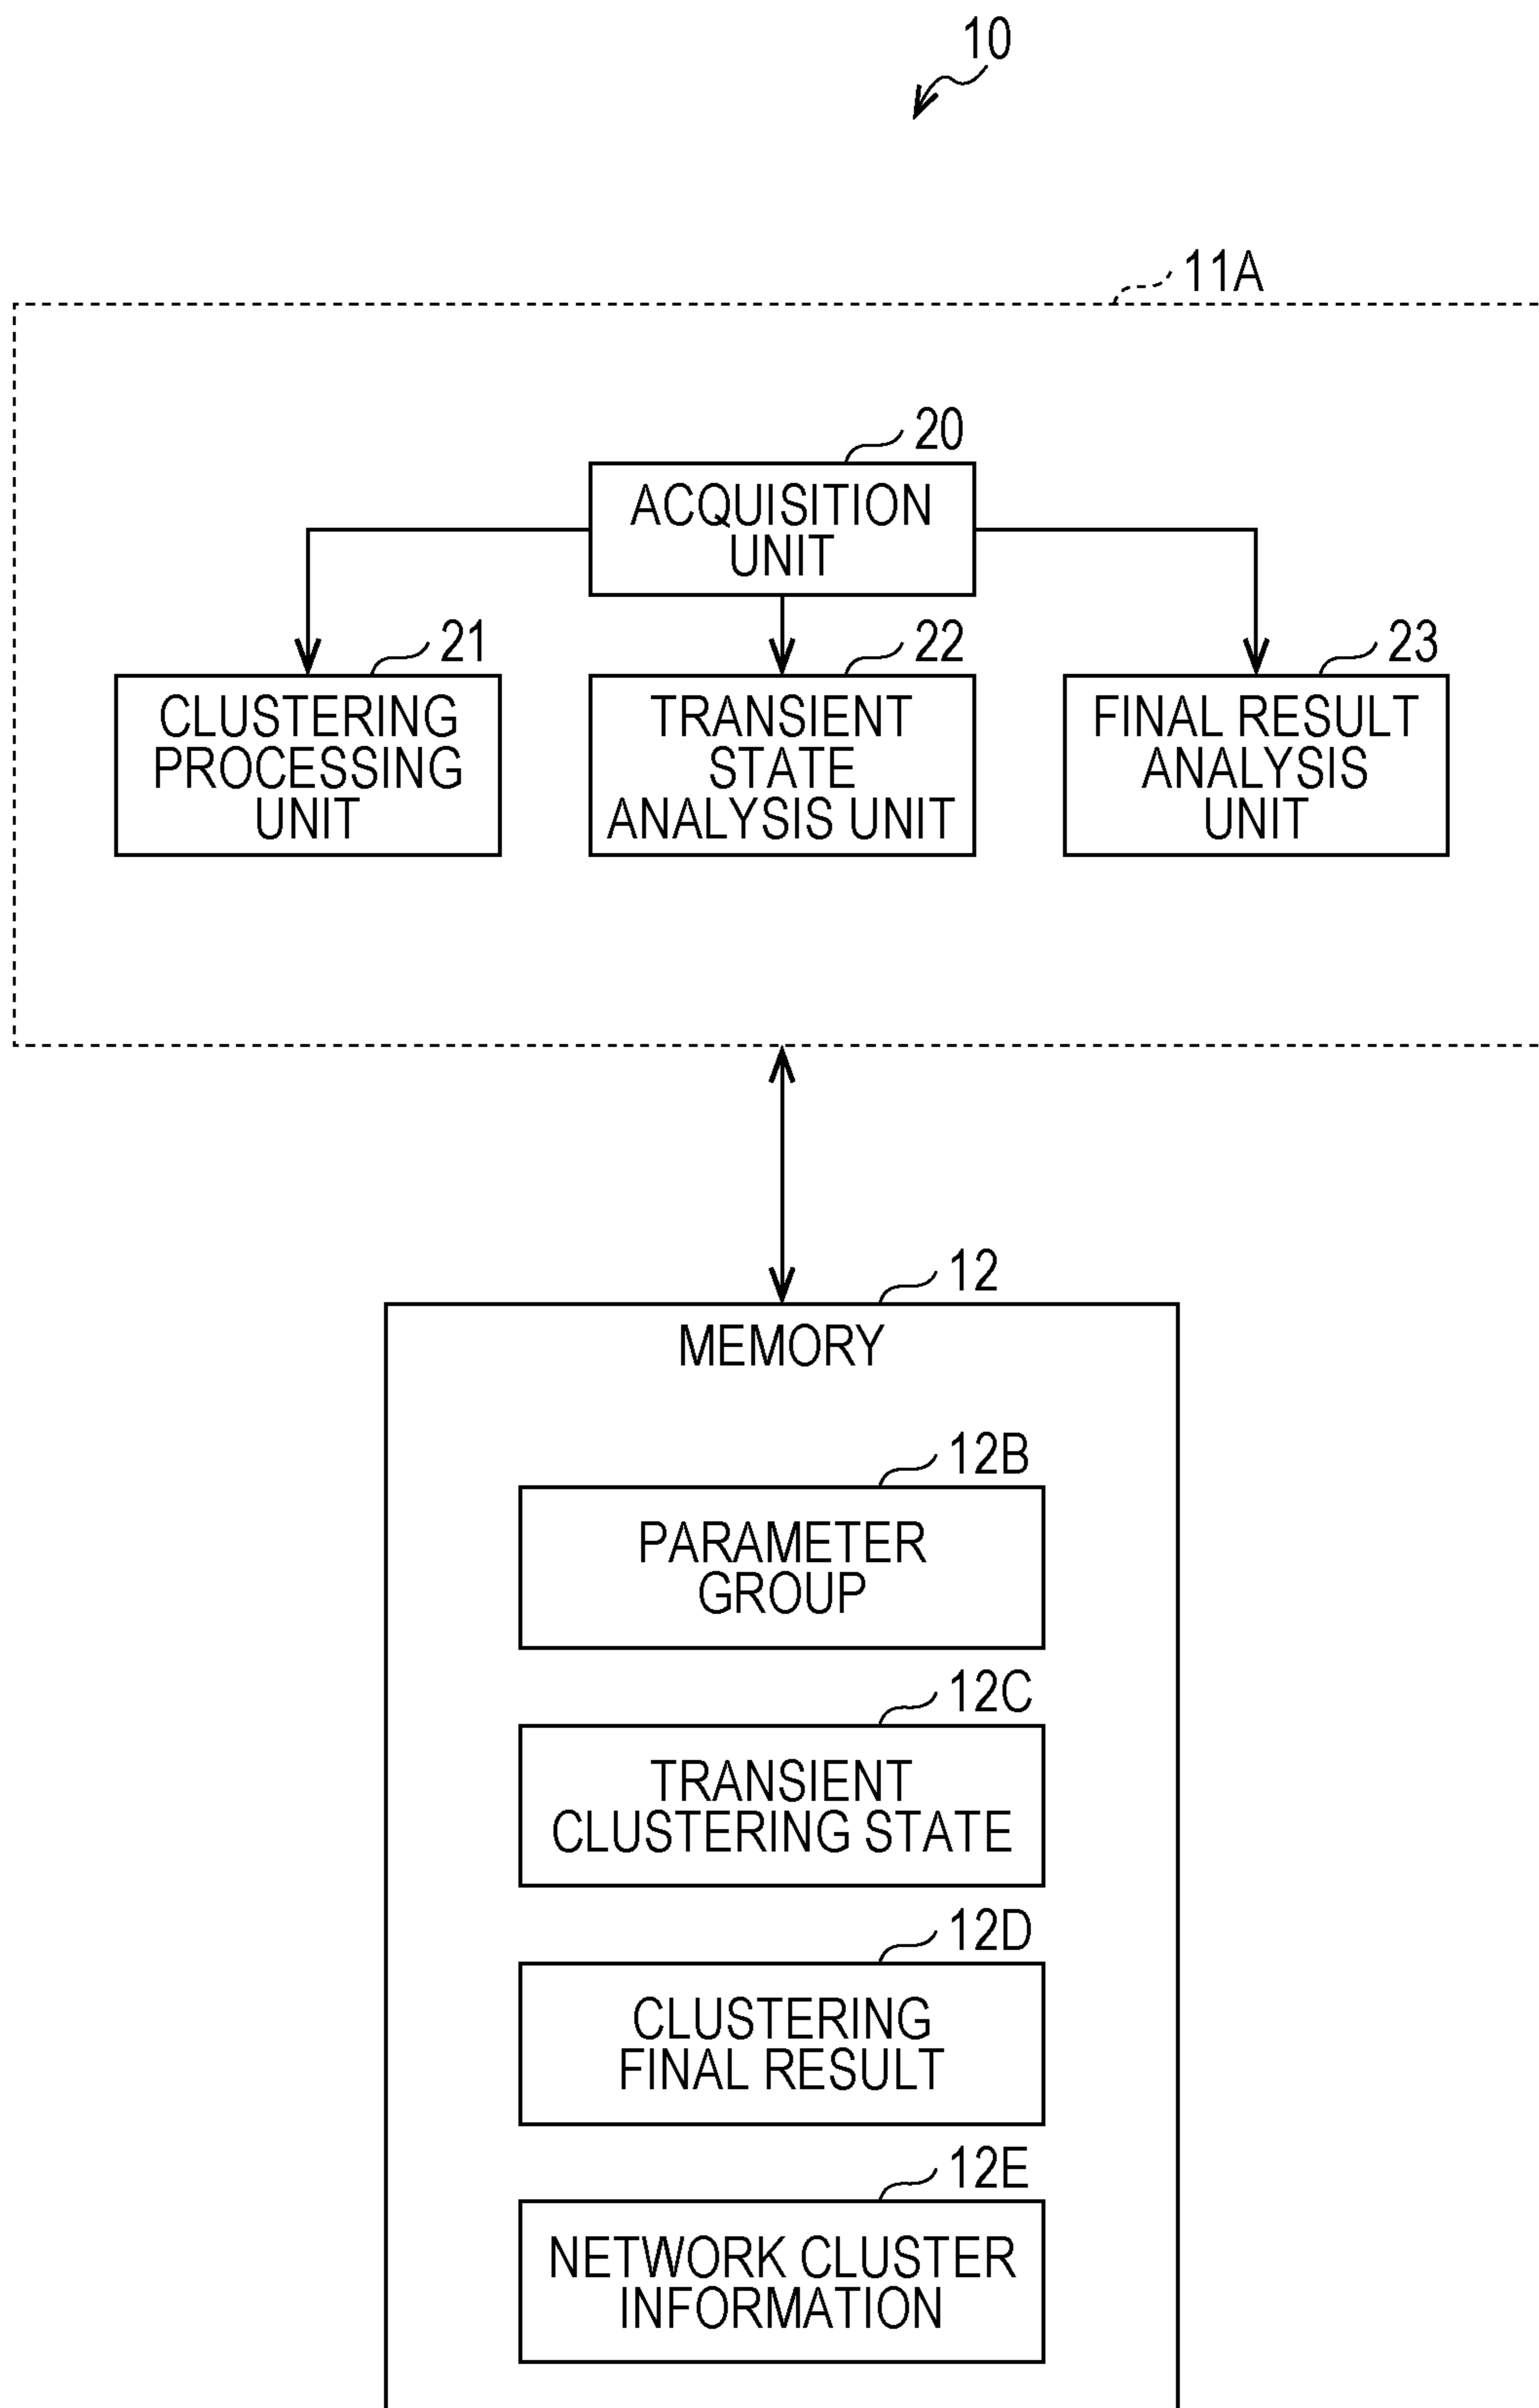 10
11A
20
ACQUISITION
UNIT
21
CLUSTERING
PROCESSING
UNIT
22
TRANSIENT
STATE
ANALYSIS UNIT
23
FINAL RESULT
ANALYSIS
UNIT
12
MEMORY
12B
PARAMETER
GROUP
12C
TRANSIENT
CLUSTERING STATE
12D
CLUSTERING
FINAL RESULT
12E
NETWORK CLUSTER
INFORMATION